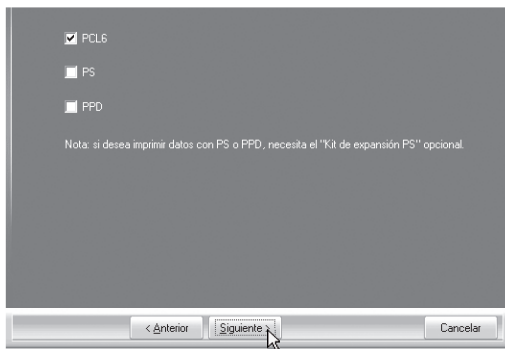 PCL6
PS
PPD
Nota: si desea imprimir datos con PS o PPD, necesita el "Kit de expansión PS" opcional.
< Anterior
Siguiente >
Cancelar